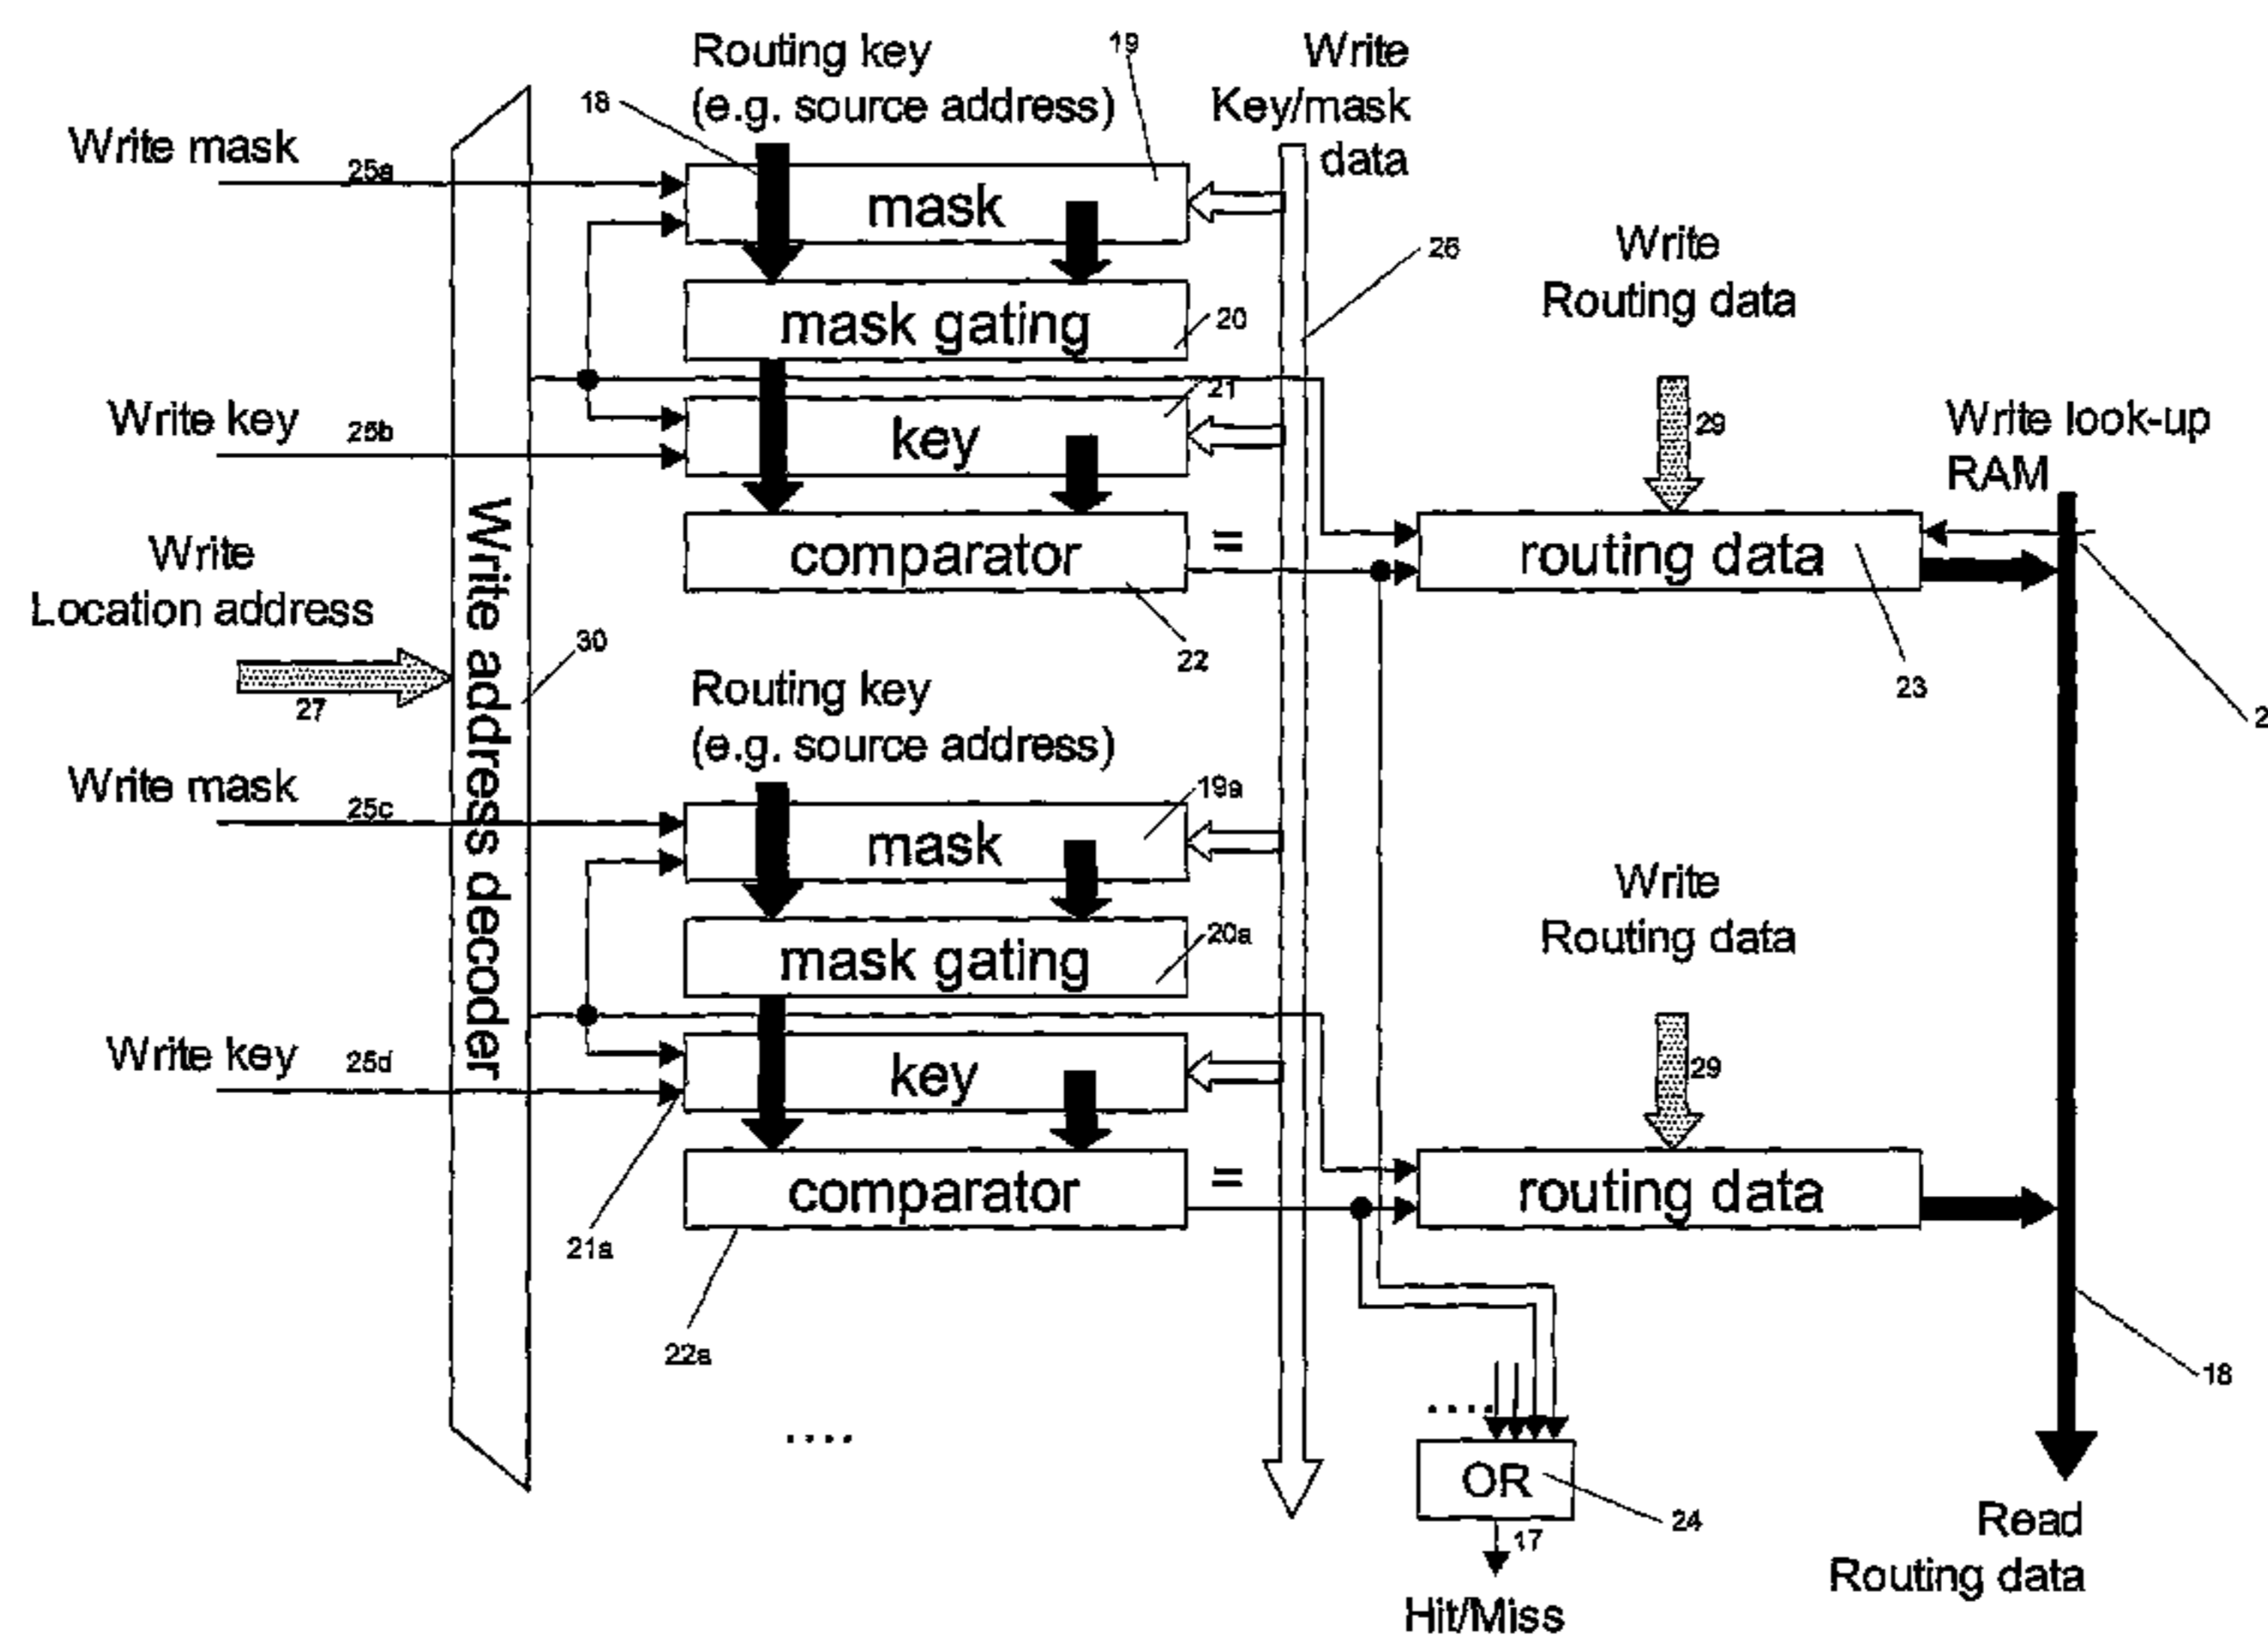 Routing key
(e.g. source address)
18
19
Write
Key/mask
data
Write mask
25a
mask
26
Write
Routing data
mask gating
20
21
Write key
25b
key
29
Write look-up
RAM
Write
Location address
27
Write address decoder
30
comparator
=
22
routing data
23
Routing key
(e.g. source address)
Write mask
25c
19a
mask
Write
Routing data
mask gating
20a
Write key
25d
key
29
21a
comparator
=
22a
routing data
18
....
....
OR
24
17
Hit/Miss
Read
Routing data